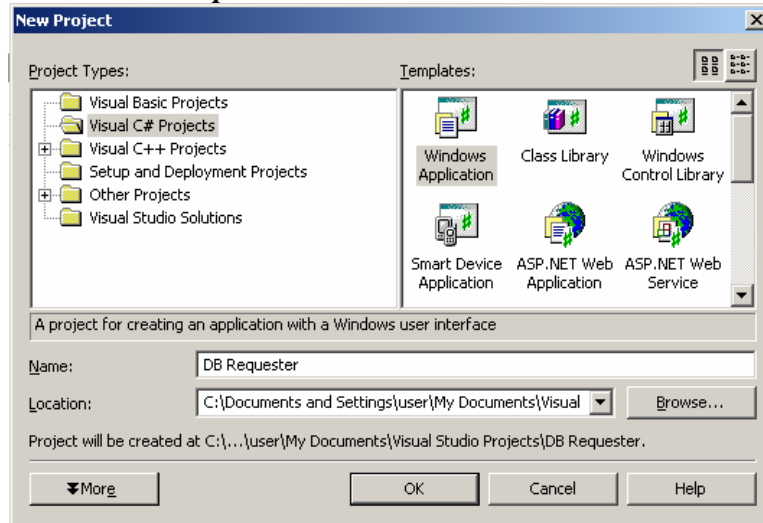 New Project
Project Types:
Templates:
Visual Basic Projects
Visual C# Projects
Visual C++ Projects
Setup and Deployment Projects
Other Projects
Visual Studio Solutions
Windows
Application
Class Library
Windows
Control Library
Smart Device
Application
ASP.NET Web
Application
ASP.NET Web
Service
A project for creating an application with a Windows user interface
Name:
DB Requester
Location:
C:\Documents and Settings\user\My Documents\Visual
Browse...
Project will be created at C:\...\user\My Documents\Visual Studio Projects\DB Requester.
More
OK
Cancel
Help